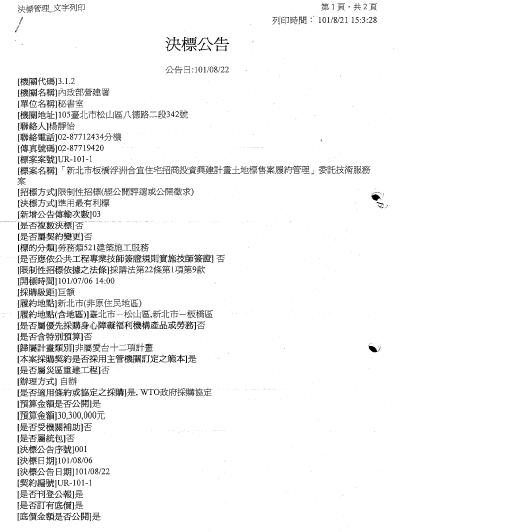 決標管理_文字列印
第1頁，共2頁
列印時間： 101/8/21 15:3:28
決標公告
公告日:101/08/22
[機關代碼]3.1.2
[機關名稱]內政部營建署
[單位名稱]秘書室
[機關地址]105臺北市松山區八德路二段342號
[聯絡人]楊靜怡
[聯絡電話]02-87712434分機
[傳真號碼]02-87719420
[標案案號]UR-101-1
[標案名稱]「新北市板橋浮洲合宜住宅招商投資興建計畫土地標售案履約管理」委託技術服務
案
[招標方式]限制性招標(經公開評選或公開徵求)
[決標方式]準用最有利標
[新增公告傳輸次數]03
[是否複數決標]否
[是否屬契約變更]否
[標的分類]勞務類521建築施工服務
[是否應依公共工程專業技師簽證規則實施技師簽證] 否
[限制性招標依據之法條]採購法第22條第1項第9款
[開標時間]101/07/06 14:00
[採購級距]巨額
[履約地點]新北市(非原住民地區)
[履約地點(含地區)]臺北市－松山區,新北市－板橋區
[是否屬優先採購身心障礙福利機構產品或勞務]否
[是否含特別預算]否
[歸屬計畫類別]非屬愛台十二項計畫
[本案採購契約是否採用主管機關訂定之範本]是
[是否屬災區重建工程]否
[辦理方式] 自辦
[是否適用條約或協定之採購]是, WTO政府採購協定
[預算金額是否公開]是
[預算金額]30,300,000元
[是否受機關補助]否
[是否屬統包]否
[決標公告序號]001
[決標日期]101/08/06
[決標公告日期]101/08/22
[契約編號]UR-101-1
[是否刊登公報]是
[是否訂有底價]是
[底價金額是否公開]是